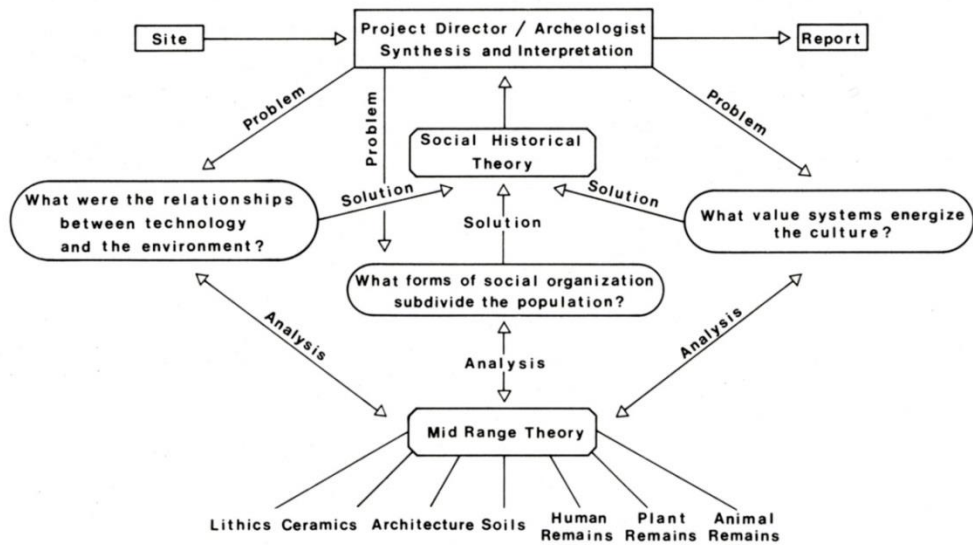 Site
Project Director / Archeologist
Synthesis and Interpretation
Report
Problem
Problem
Problem
Social Historical
Theory
Solution
Solution
Solution
What were the relationships
between technology
and the environment?
What value systems energize
the culture?
What forms of social organization
subdivide the population?
Analysis
Analysis
Analysis
Mid Range Theory
Lithics
Ceramics
Architecture
Soils
Human
Remains
Plant
Remains
Animal
Remains